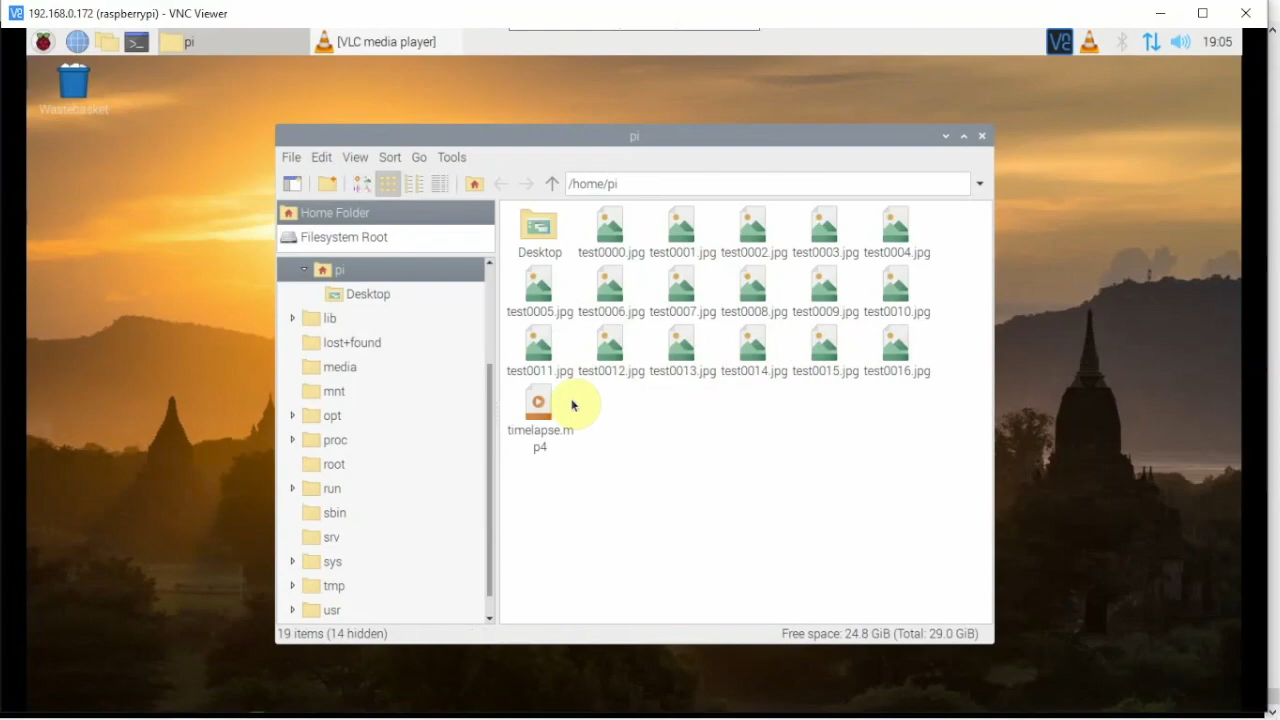 192.168.0.172 (raspberrypi) - VNC Viewer
pi
[VLC media player]
19:05
Wastebasket
pi
File Edit View Sort Go Tools
/home/pi
Home Folder
Filesystem Root
pi
Desktop
lib
lost+found
media
mnt
opt
proc
root
run
sbin
srv
sys
tmp
usr
Desktop test0000.jpg test0001.jpg test0002.jpg test0003.jpg test0004.jpg
test0005.jpg test0006.jpg test0007.jpg test0008.jpg test0009.jpg test0010.jpg
test0011.jpg test0012.jpg test0013.jpg test0014.jpg test0015.jpg test0016.jpg
timelapse.m
p4
19 items (14 hidden)
Free space: 24.8 GiB (Total: 29.0 GiB)